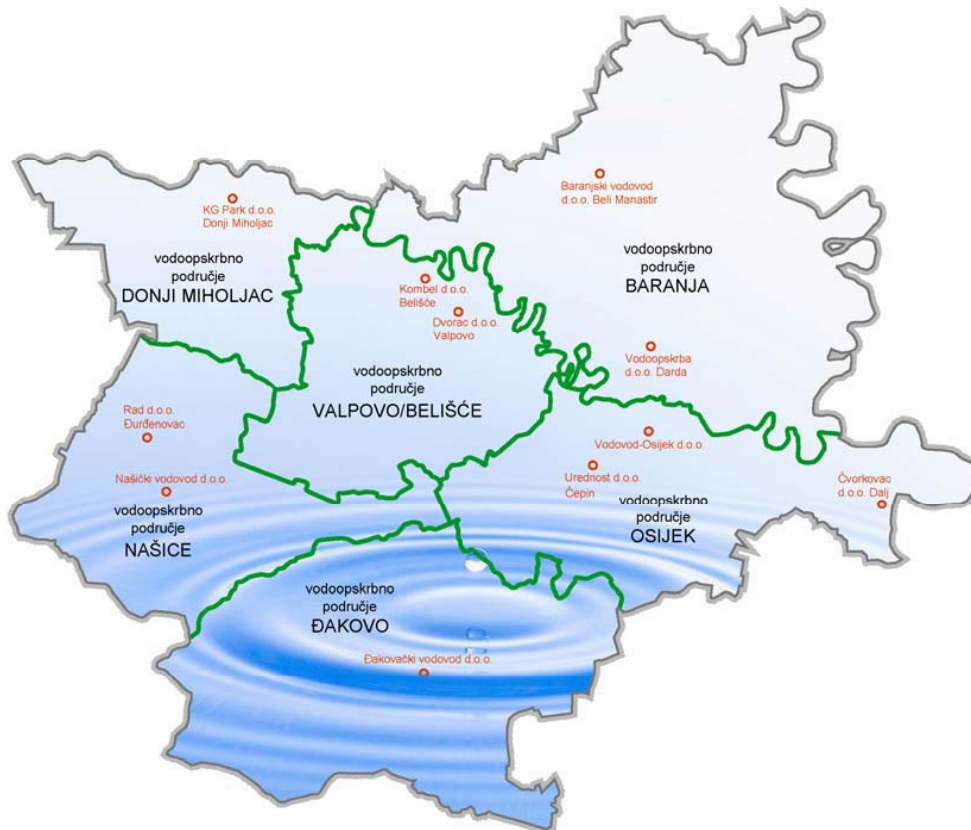 Baranjski vodovod
d.o.o. Beli Manastir
KG Park d.o.o.
Donji Miholjac
vodoopskrbno
područje
DONJI MIHOLJAC
vodoopskrbno
područje
BARANJA
Kombel d.o.o.
Belišće
Dvorac d.o.o.
Valpovo
Vodoopskrba
d.o.o. Darda
vodoopskrbno
područje
VALPOVO/BELIŠĆE
Rad d.o.o.
Đurđenovac
Vodovod-Osijek d.o.o.
Našički vodovod d.o.o.
Urednost d.o.o.
Čepin
Čvorkovac
d.o.o. Dalj
vodoopskrbno
područje
NAŠICE
vodoopskrbno
područje
OSIJEK
vodoopskrbno
područje
ĐAKOVO
Đakovački vodovod d.o.o.